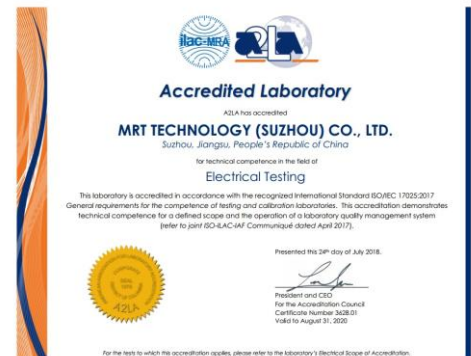 ilac-MRA
A2LA
Accredited Laboratory
A2LA has accredited
MRT TECHNOLOGY (SUZHOU) CO., LTD.
Suzhou, Jiangsu, People's Republic of China
for technical competence in the field of
Electrical Testing
This laboratory is accredited in accordance with the recognized International Standard ISO/IEC 17025:2017
General requirements for the competence of testing and calibration laboratories. This accreditation demonstrates
technical competence for a defined scope and the operation of a laboratory quality management system
(refer to joint ISO-ILAC-IAF Communiqué dated April 2017).
Presented this 24th day of July 2018.
President and CEO
For the Accreditation Council
Certificate Number 3628.01
Valid to August 31, 2020
SEAL
1978
A2LA
For the tests to which this accreditation applies, please refer to the laboratory's Electrical Scope of Accreditation.